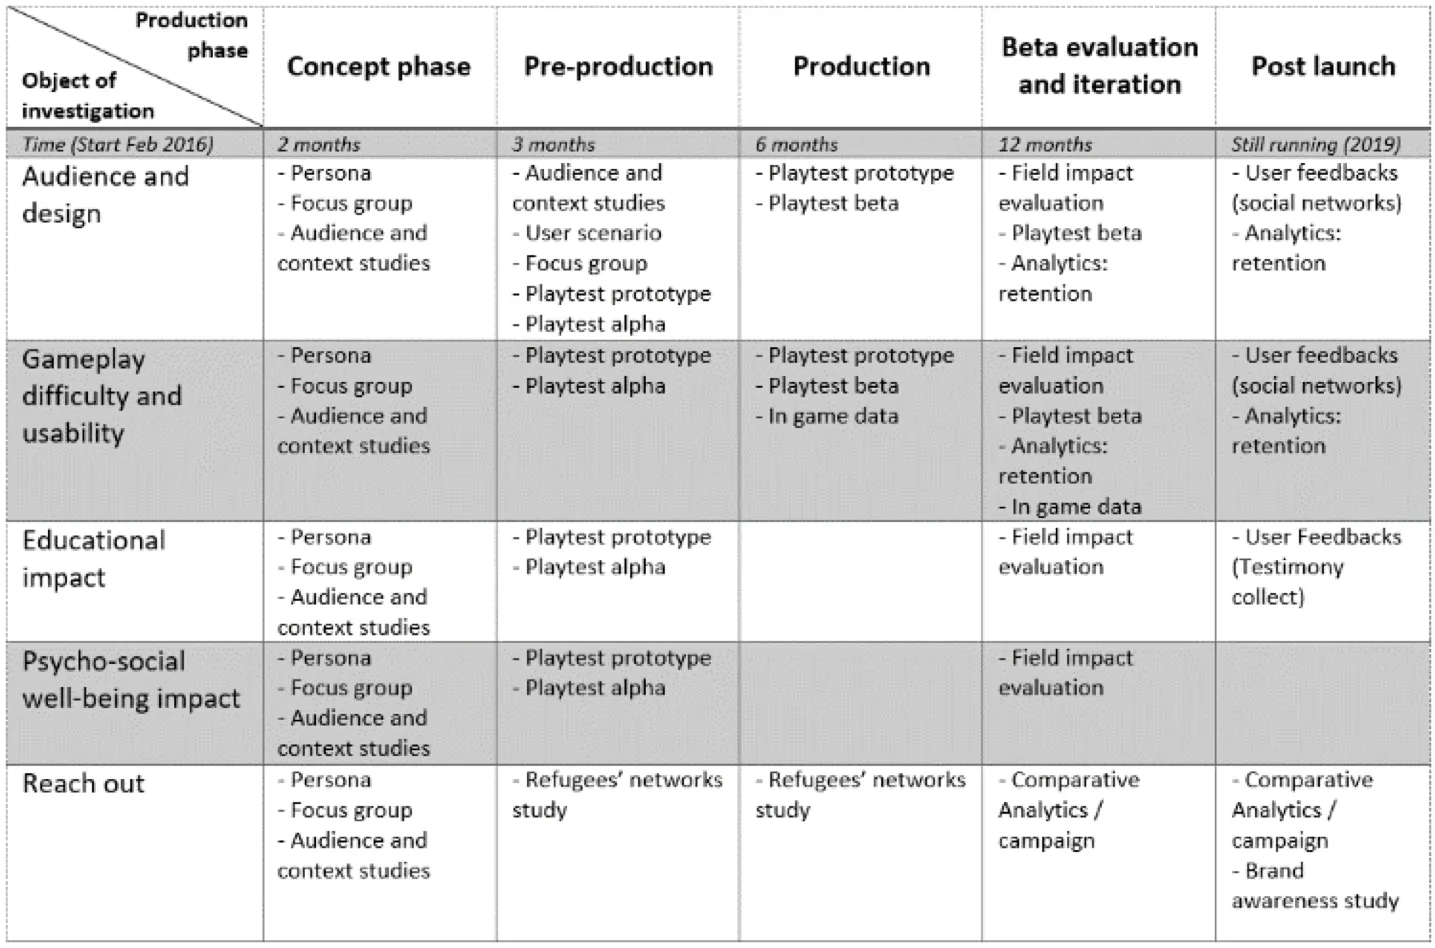 Production
phase
Object of
investigation
Concept phase
Pre-production
Production
Beta evaluation
and iteration
Post launch
Time (Start Feb 2016)
2 months
3 months
6 months
12 months
Still running (2019)
Audience and
design
- Persona
- Focus group
- Audience and
context studies
- Audience and
context studies
- User scenario
- Focus group
- Playtest prototype
- Playtest alpha
- Playtest prototype
- Playtest beta
- Field impact
evaluation
- Playtest beta
- Analytics:
retention
- User feedbacks
(social networks)
- Analytics:
retention
Gameplay
difficulty and
usability
- Persona
- Focus group
- Audience and
context studies
- Playtest prototype
- Playtest alpha
- Playtest prototype
- Playtest beta
- In game data
- Field impact
evaluation
- Playtest beta
- Analytics:
retention
- In game data
- User feedbacks
(social networks)
- Analytics:
retention
Educational
impact
- Persona
- Focus group
- Audience and
context studies
- Playtest prototype
- Playtest alpha
- Field impact
evaluation
- User Feedbacks
(Testimony
collect)
Psycho-social
well-being impact
- Persona
- Focus group
- Audience and
context studies
- Playtest prototype
- Playtest alpha
- Field impact
evaluation
Reach out
- Persona
- Focus group
- Audience and
context studies
- Refugees’ networks
study
- Refugees’ networks
study
- Comparative
Analytics /
campaign
- Comparative
Analytics /
campaign
- Brand
awareness study